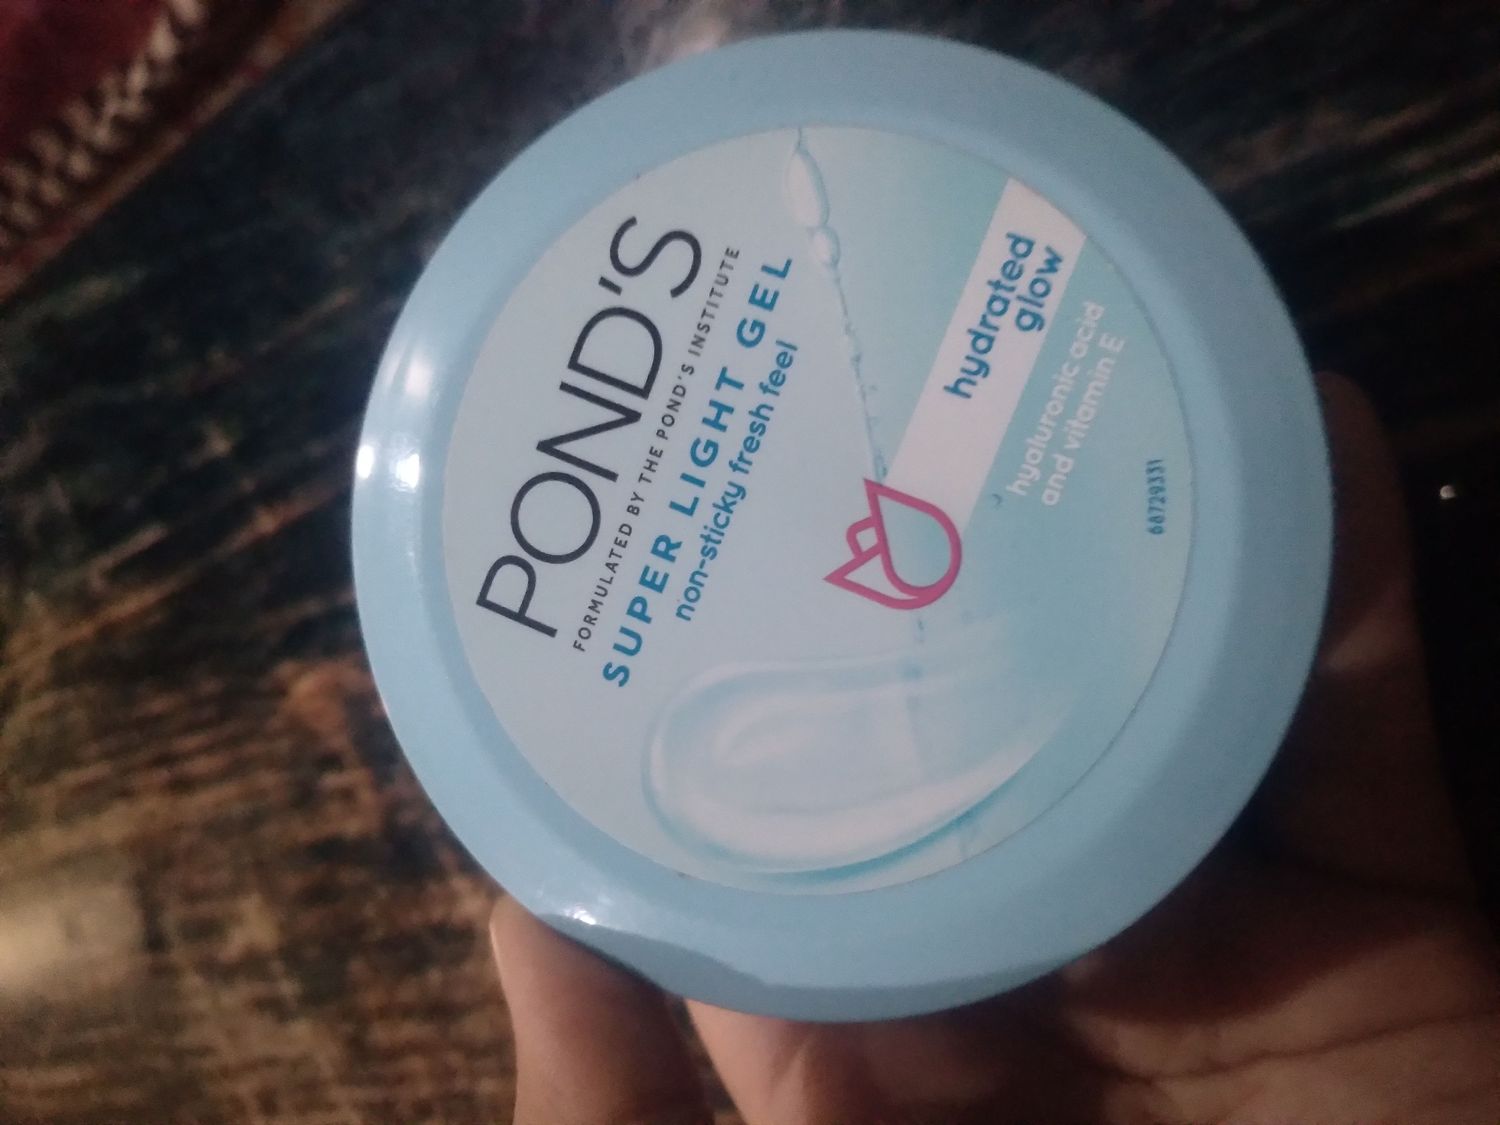 POND'S
FORMULATED BY THE POND'S INSTITUTE
SUPER LIGHT GEL
non-sticky fresh feel
hydrated
glow
hyaluronic acid
and vitamin E
68729331